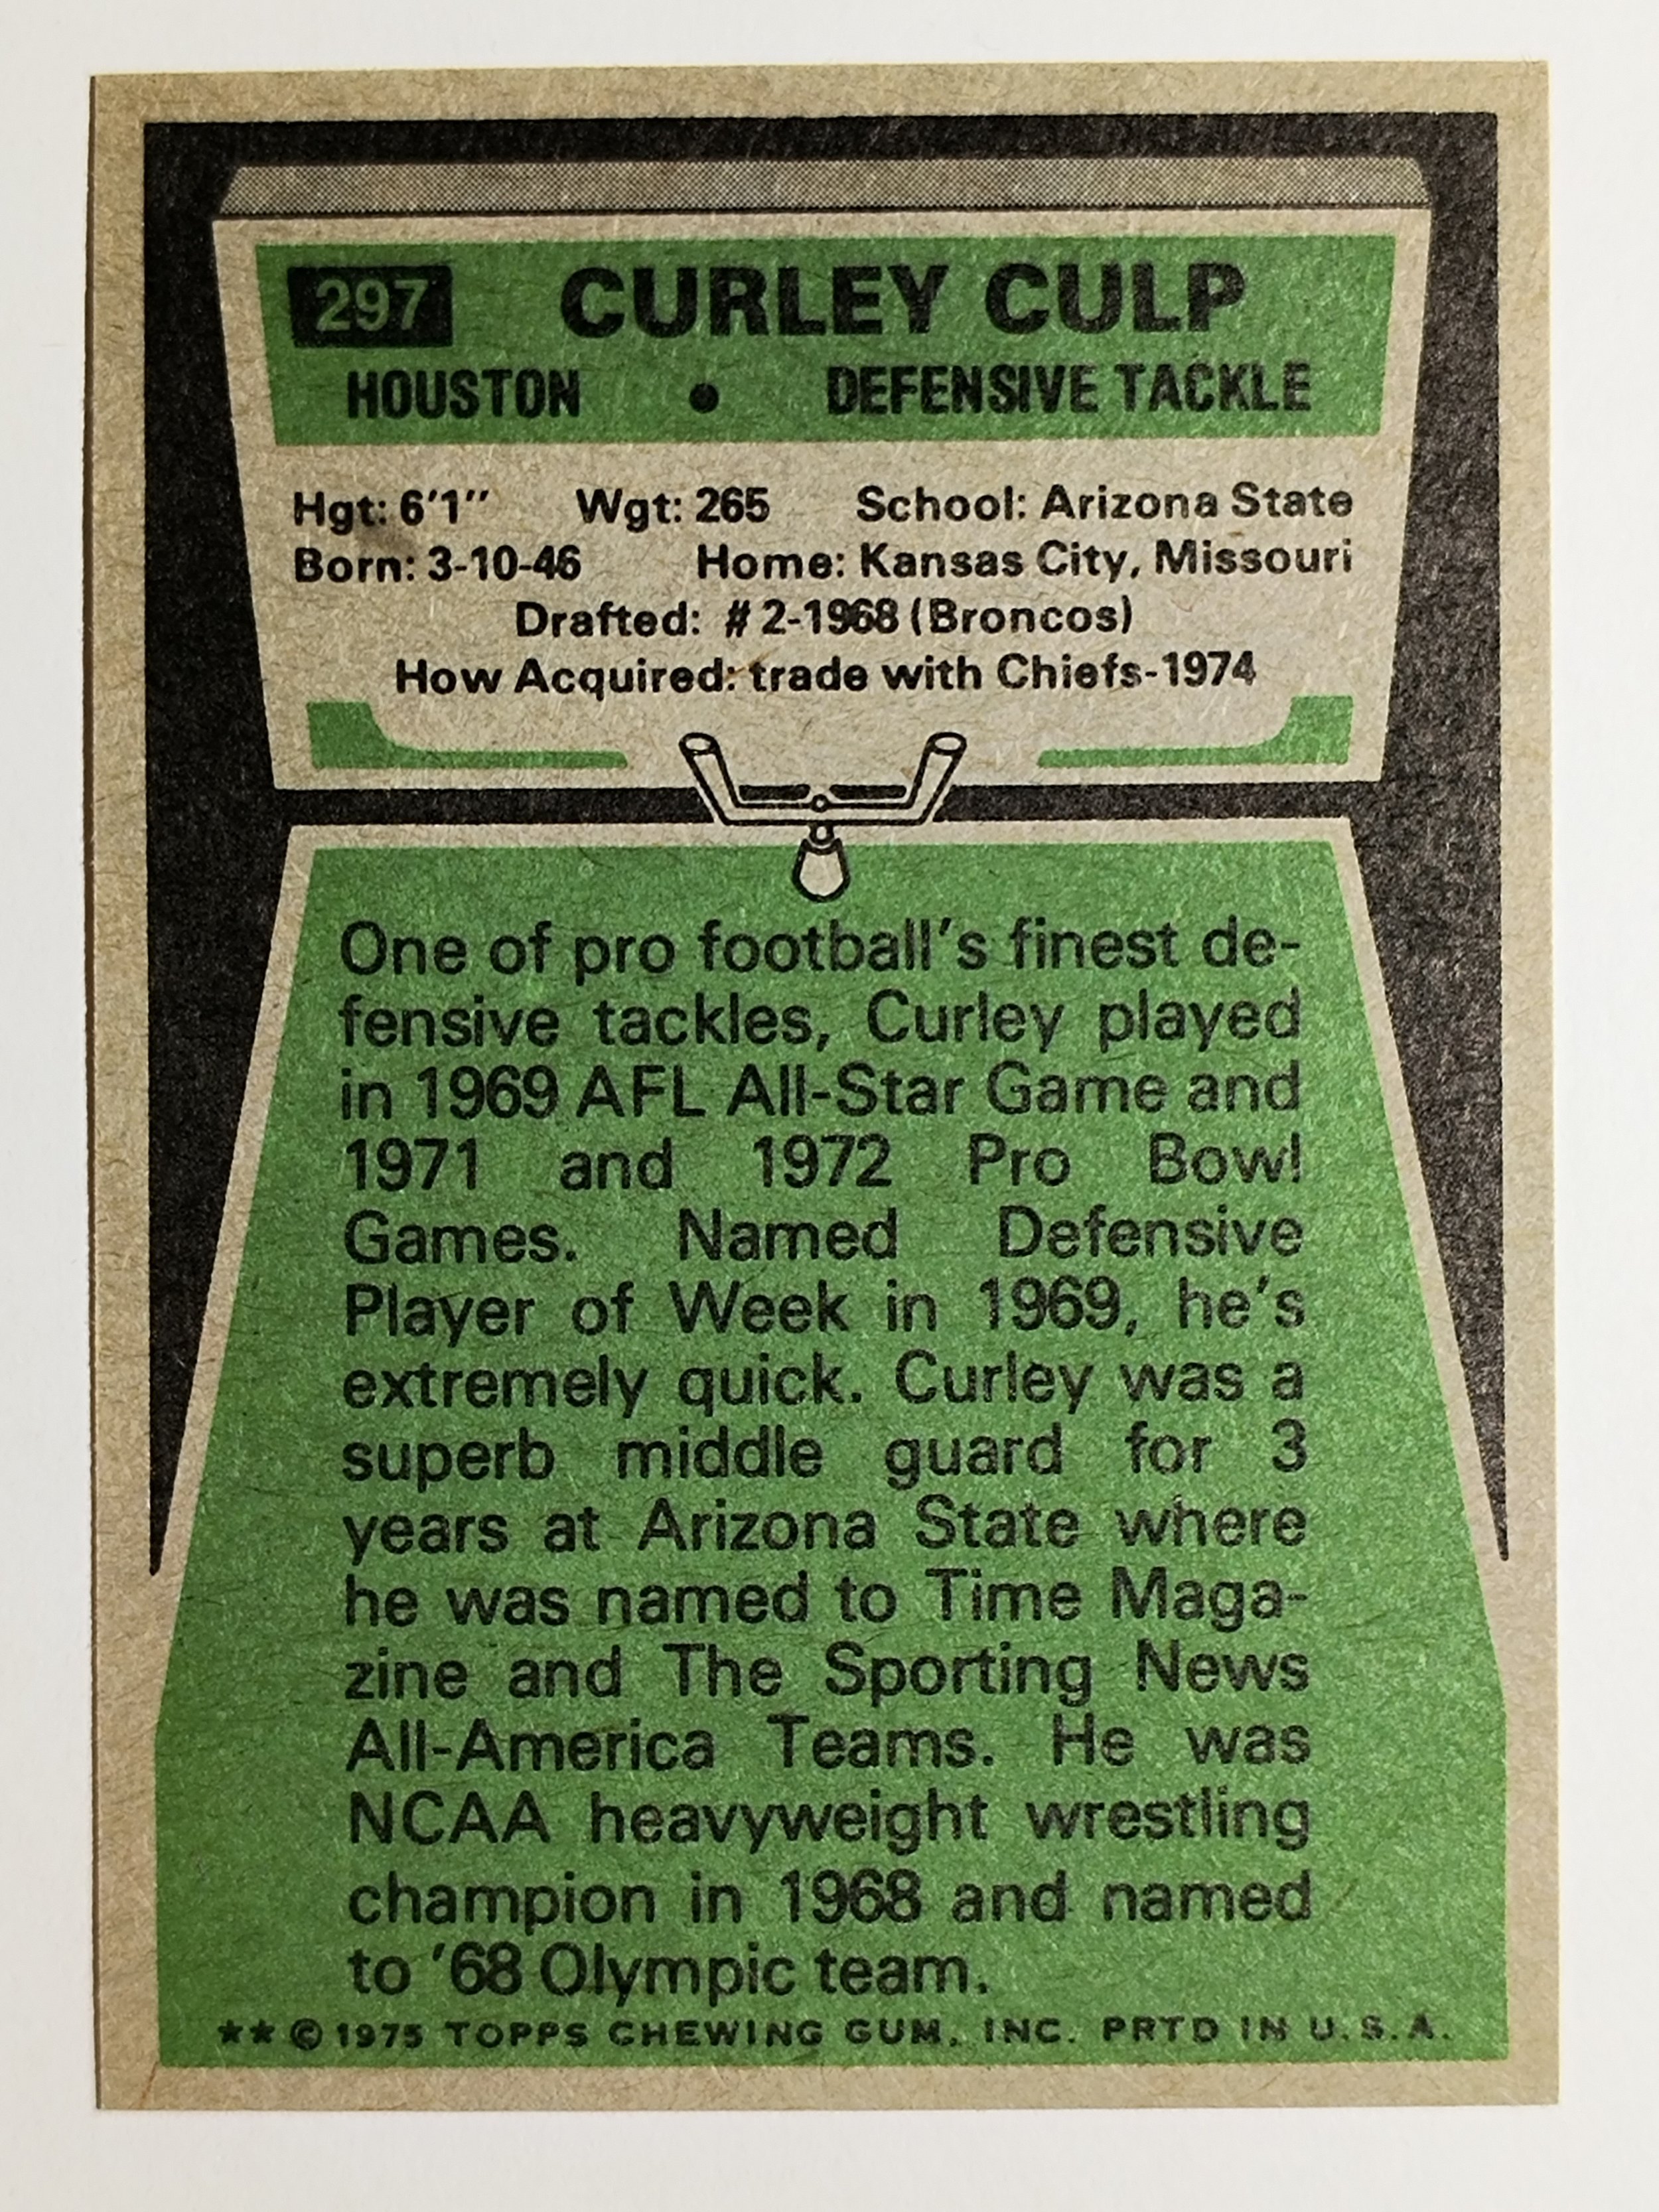 297 CURLEY CULP
HOUSTON • DEFENSIVE TACKLE
Hgt: 6'1" Wgt: 265 School: Arizona State
Born: 3-10-46 Home: Kansas City, Missouri
Drafted: #2-1968 (Broncos)
How Acquired: trade with Chiefs-1974
One of pro football's finest de-
fensive tackles, Curley played
in 1969 AFL All-Star Game and
1971 and 1972 Pro Bowl
Games. Named Defensive
Player of Week in 1969, he's
extremely quick. Curley was a
superb middle guard for 3
years at Arizona State where
he was named to Time Maga-
zine and The Sporting News
All-America Teams. He was
NCAA heavyweight wrestling
champion in 1968 and named
to '68 Olympic team.
★★ © 1975 TOPPS CHEWING GUM, INC. PRTD IN U.S.A.